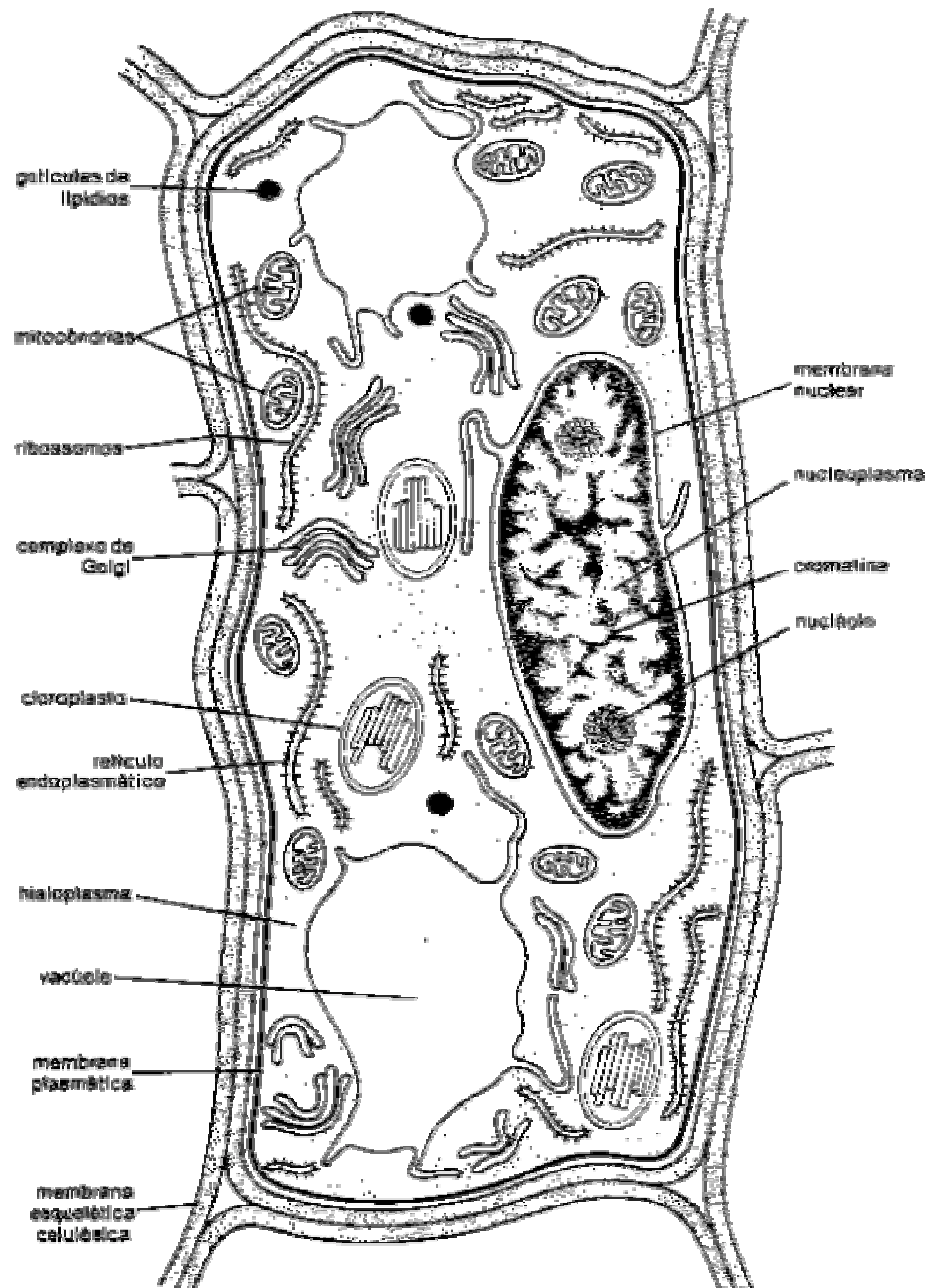 gotículas de
lipídios
mitocôndrias
ribossomos
complexo de
Golgi
cloroplasto
retículo
endoplasmático
hialoplasma
vacúolo
membrana
plasmática
membrana
esquelética
celulósica
membrana
nuclear
nucleoplasma
cromatina
nucléolo